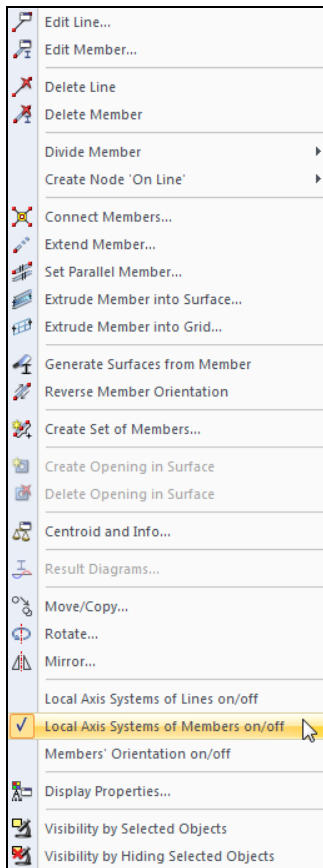 Edit Line...
Edit Member...
Delete Line
Delete Member
Divide Member
Create Node 'On Line'
Connect Members...
Extend Member...
Set Parallel Member...
Extrude Member into Surface...
Extrude Member into Grid...
Generate Surfaces from Member
Reverse Member Orientation
Create Set of Members...
Create Opening in Surface
Delete Opening in Surface
Centroid and Info...
Result Diagrams...
Move/Copy...
Rotate...
Mirror...
Local Axis Systems of Lines on/off
Local Axis Systems of Members on/off
Members' Orientation on/off
Display Properties...
Visibility by Selected Objects
Visibility by Hiding Selected Objects